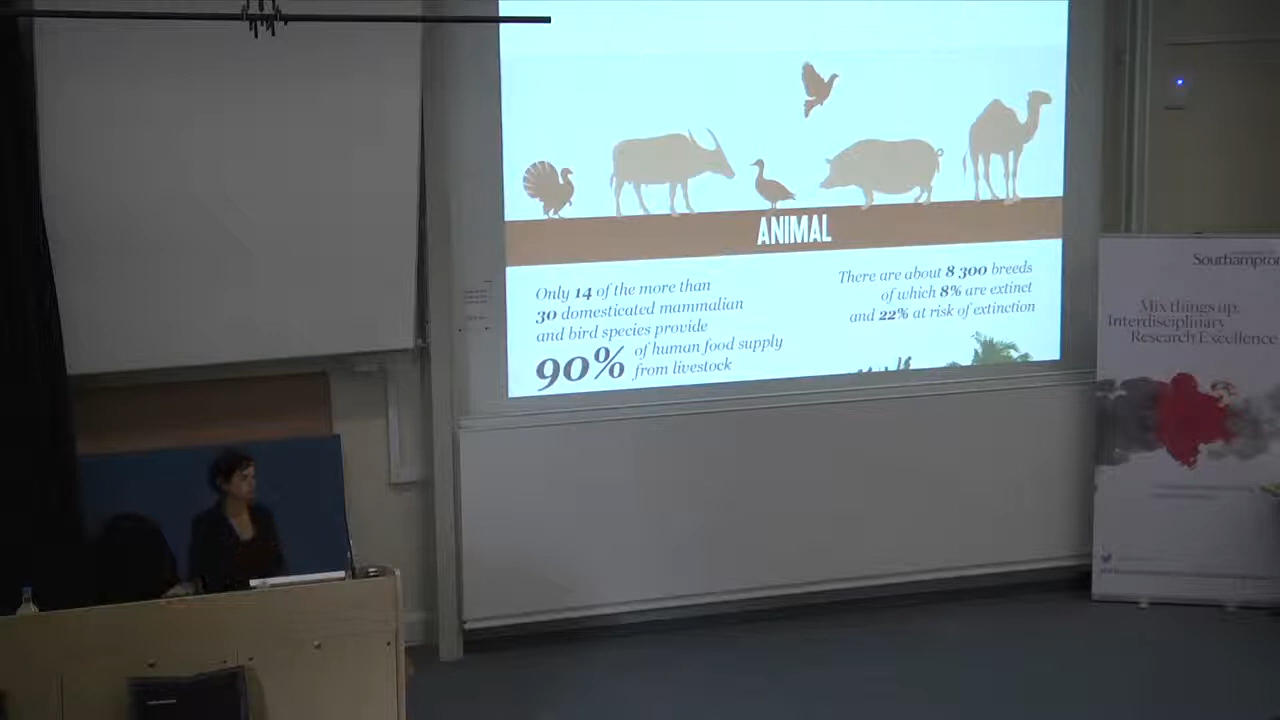 ANIMAL
Only 14 of the more than
30 domesticated mammalian
and bird species provide
90% of human food supply
from livestock
There are about 8 300 breeds
of which 8% are extinct
and 22% at risk of extinction
Southampton
Mix things up.
Interdisciplinary
Research Excellence